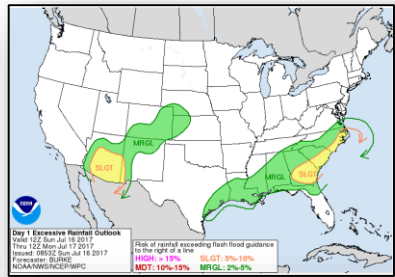 MRGL
SLGT
MRGL
SLGT
noaa
Day 1 Excessive Rainfall Outlook
Valid 12Z Sun Jul 16 2017
Thru 12Z Mon Jul 17 2017
Issued: 0853Z Sun Jul 16 2017
Forecaster: BURKE
NOAA/NWS/NCEP/WPC
Risk of rainfall exceeding flash flood guidance
to the right of a line
HIGH: > 15% SLGT: 5%-10%
MDT: 10%-15% MRGL: 2%-5%